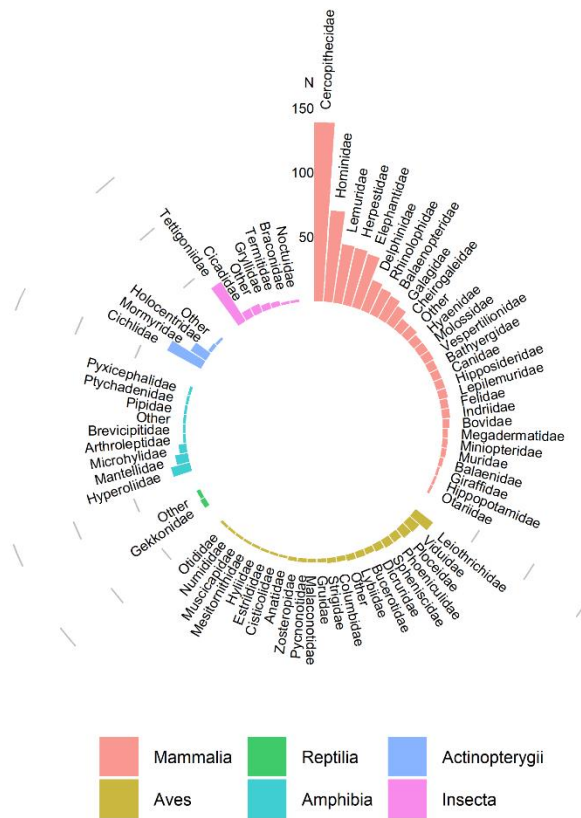 N
150
100
50
Cercopithecidae
Hominidae
Lemuridae
Herpestidae
Elephantidae
Delphinidae
Rhinolophidae
Balaenopteridae
Galagidae
Cheirogaleidae
Other
Hyaenidae
Molossidae
Vespertilionidae
Bathyergidae
Canidae
Hipposideridae
Lepilemuridae
Felidae
Indriidae
Bovidae
Megadermatidae
Miniopteridae
Muridae
Balaenidae
Giraffidae
Hippopotamidae
Otariidae
Leiothrichidae
Viduidae
Ploceidae
Phoeniculidae
Spheniscidae
Dicruridae
Bucerotidae
Lybiidae
Other
Columbidae
Strigidae
Gruidae
Malaconotidae
Pycnonotidae
Zosteropidae
Anatidae
Cisticolidae
Estrildidae
Hyliidae
Mesitornithidae
Muscicapidae
Numididae
Otididae
Gekkonidae
Other
Hyperoliidae
Mantellidae
Microhylidae
Arthroleptidae
Brevicipitidae
Other
Pipidae
Ptychadenidae
Pyxicephalidae
Cichlidae
Mormyridae
Holocentridae
Other
Tettigoniidae
Cicadidae
Gryllidae
Other
Termitidae
Braconidae
Noctuidae
Mammalia
Reptilia
Actinopterygii
Aves
Amphibia
Insecta